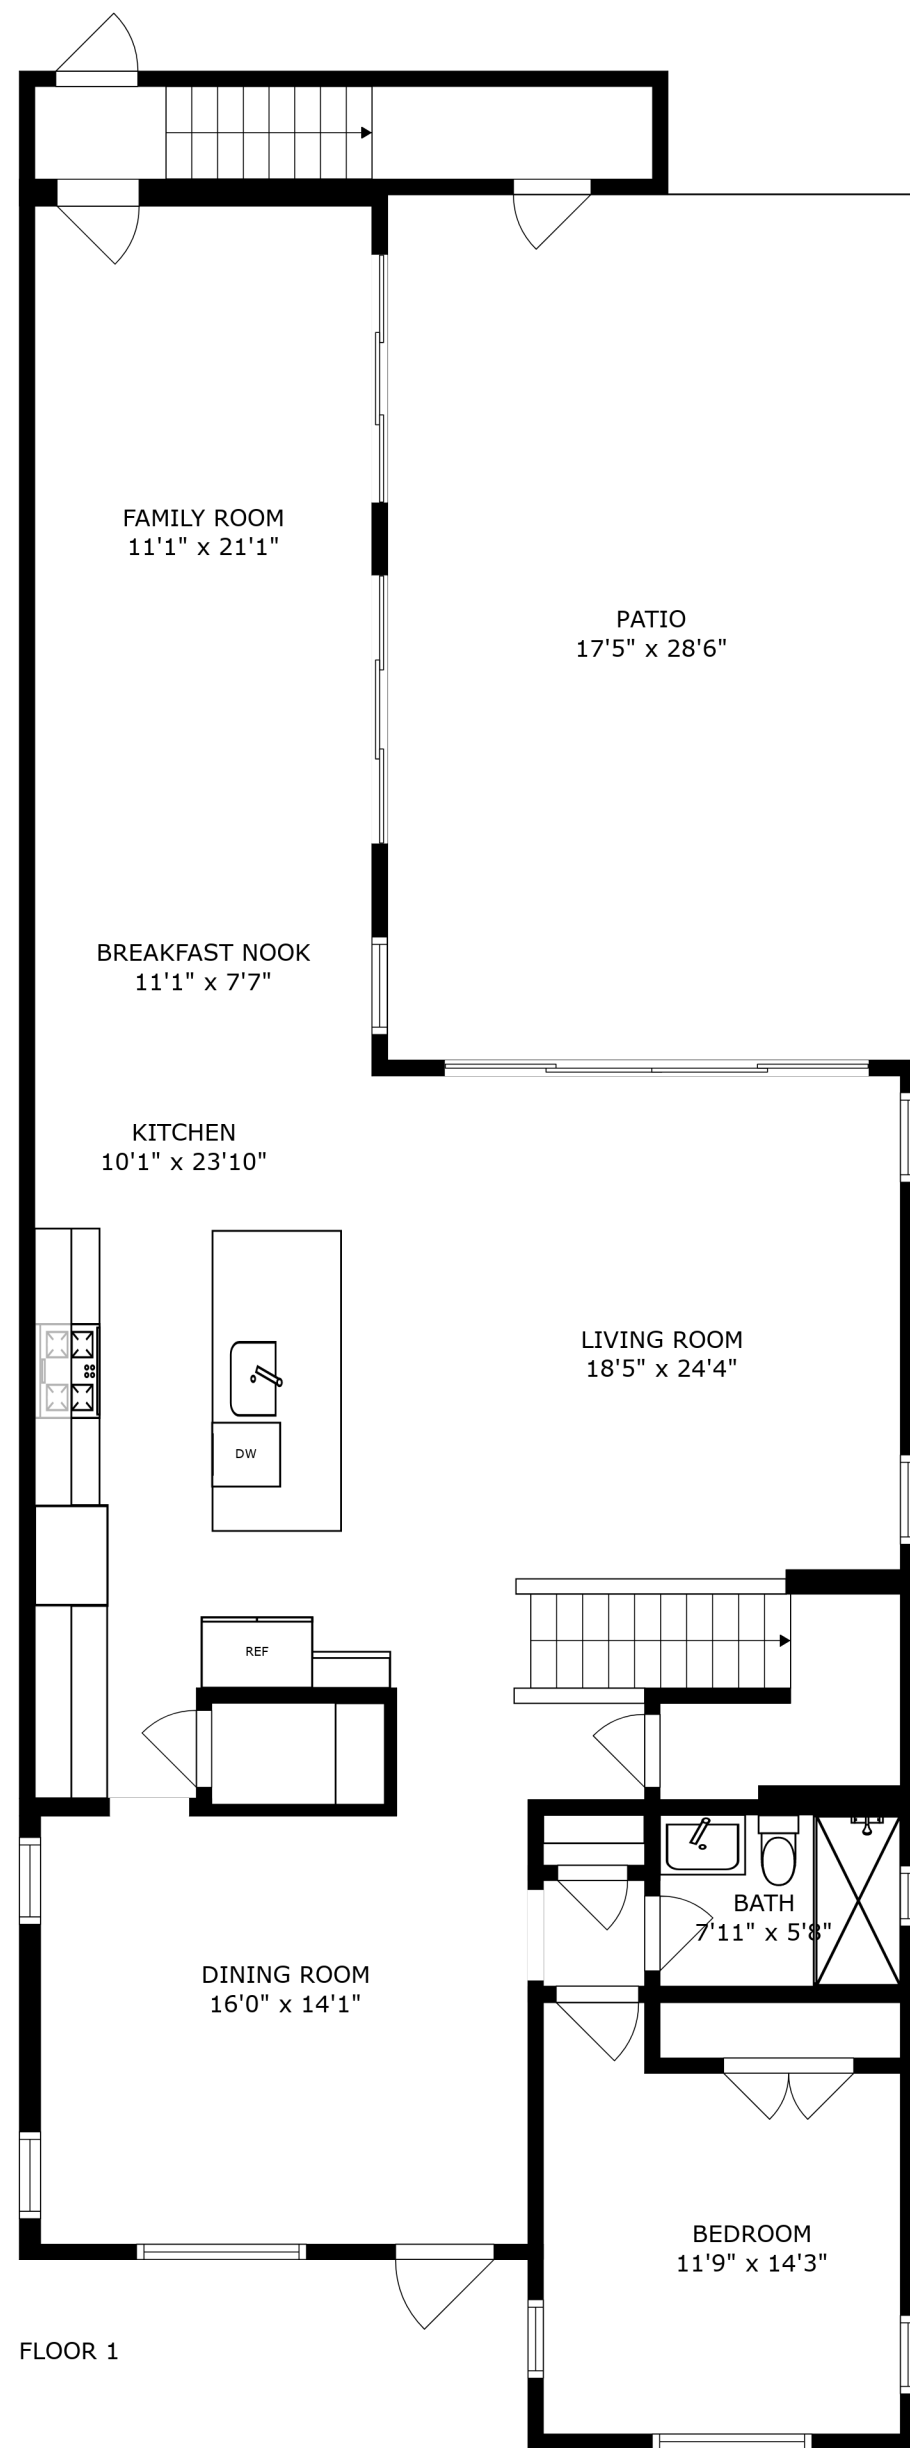 FAMILY ROOM
11'1" x 21'1"
PATIO
17'5" x 28'6"
BREAKFAST NOOK
11'1" x 7'7"
KITCHEN
10'1" x 23'10"
LIVING ROOM
18'5" x 24'4"
DW
REF
BATH
7'11" x 5'8"
DINING ROOM
16'0" x 14'1"
BEDROOM
11'9" x 14'3"
FLOOR 1